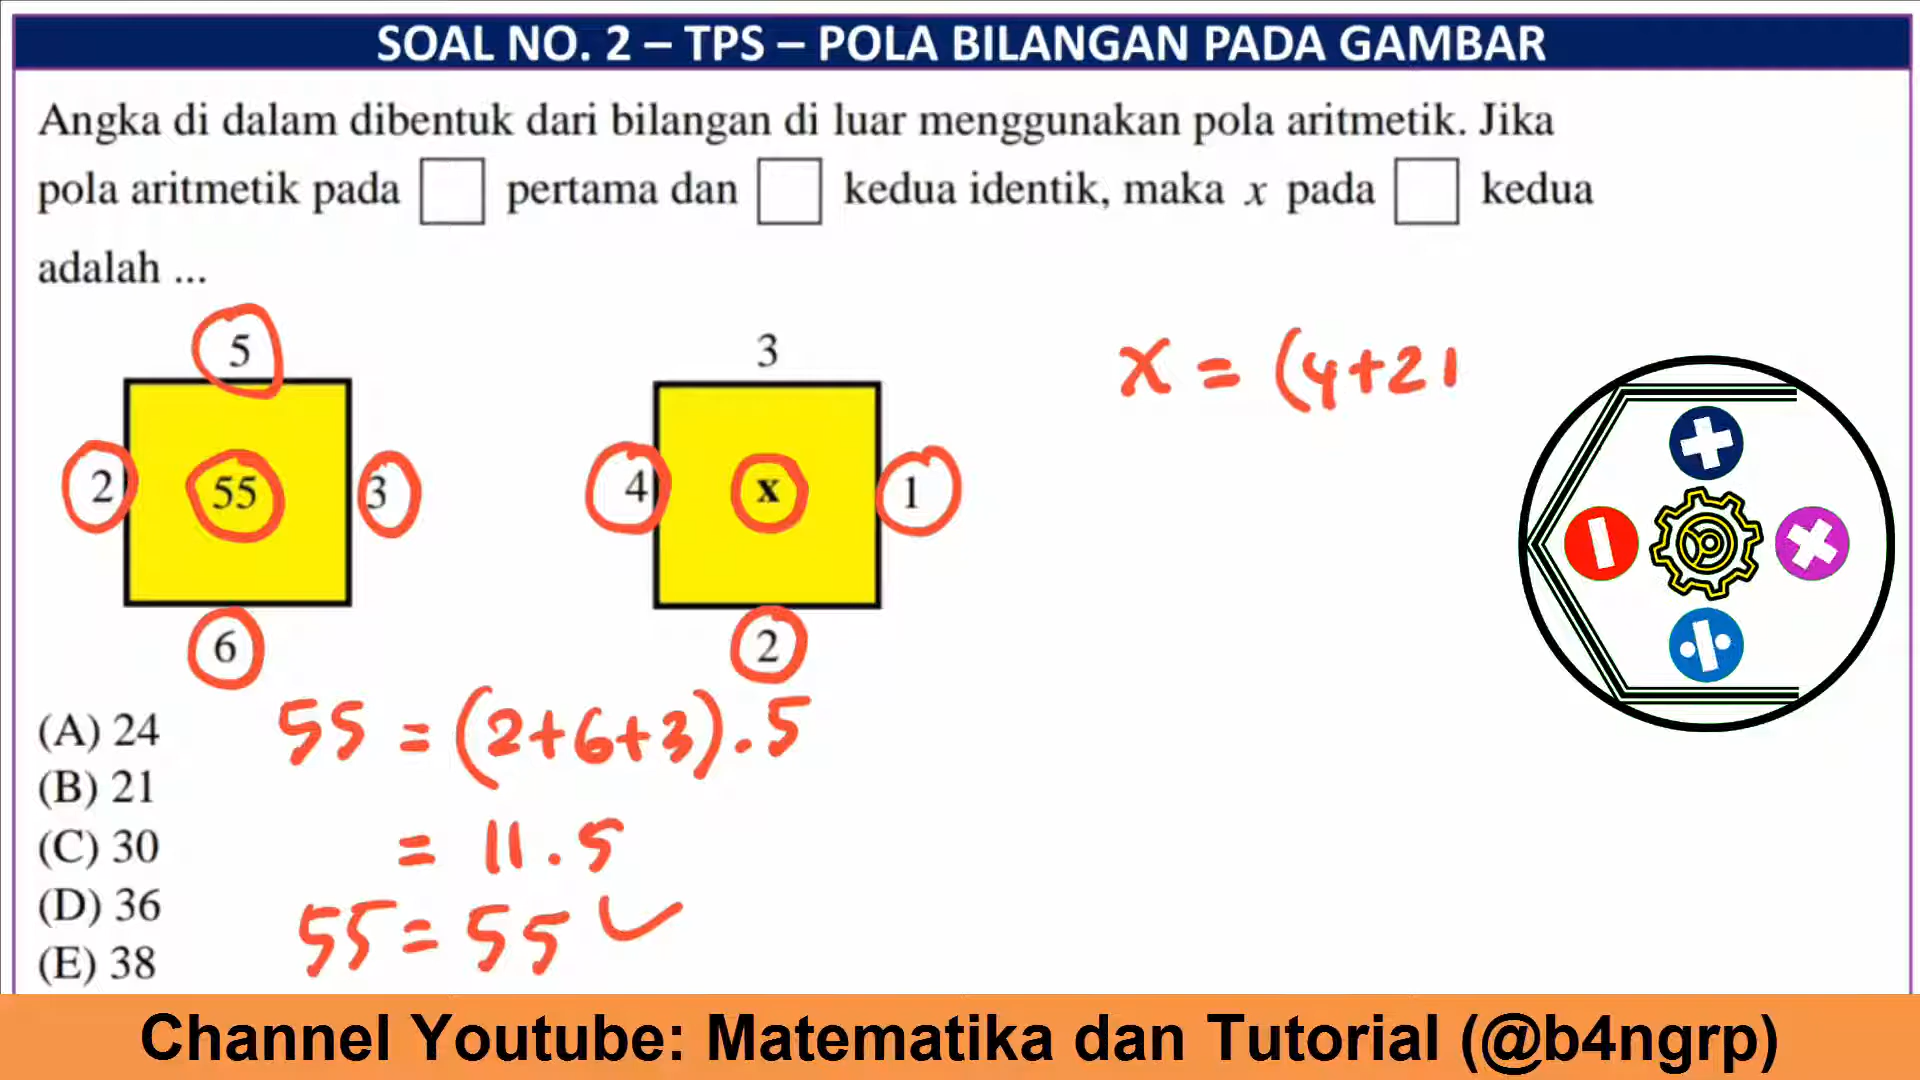 SOAL NO. 2 – TPS – POLA BILANGAN PADA GAMBAR
Angka di dalam dibentuk dari bilangan di luar menggunakan pola aritmetik. Jika
pola aritmetik pada □ pertama dan □ kedua identik, maka x pada □ kedua
adalah ...
5
2 55 3
6
3
4 x 1
2
x = (4+21
(A) 24
(B) 21
(C) 30
(D) 36
(E) 38
55 = (2+6+3).5
= 11.5
55 = 55 ✓
Channel Youtube: Matematika dan Tutorial (@b4ngrp)